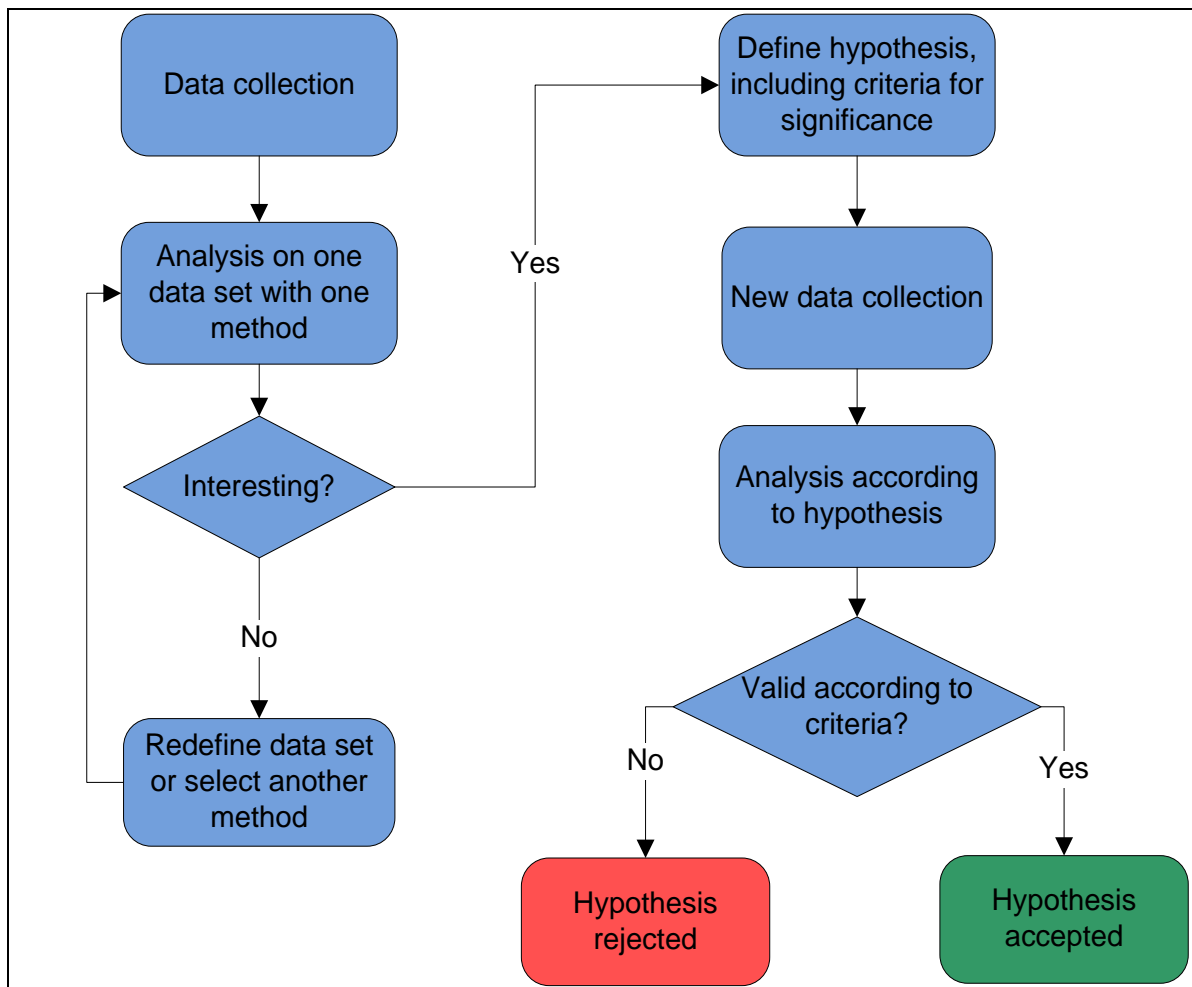 Data collection
Analysis on one
data set with one
method
Interesting?
No
Redefine data set
or select another
method
Yes
Define hypothesis,
including criteria for
significance
New data collection
Analysis according
to hypothesis
Valid according to
criteria?
No
Yes
Hypothesis
rejected
Hypothesis
accepted